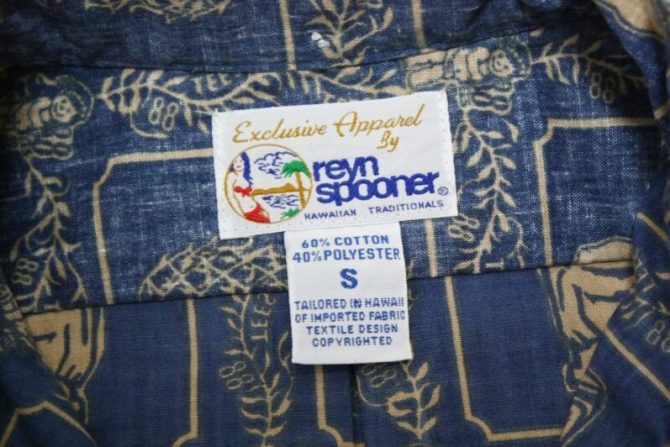 Exclusive Apparel
By
reyn
spooner®
HAWAIIAN TRADITIONALS
60% COTTON
40% POLYESTER
S
TAILORED IN HAWAII
OF IMPORTED FABRIC
TEXTILE DESIGN
COPYRIGHTED